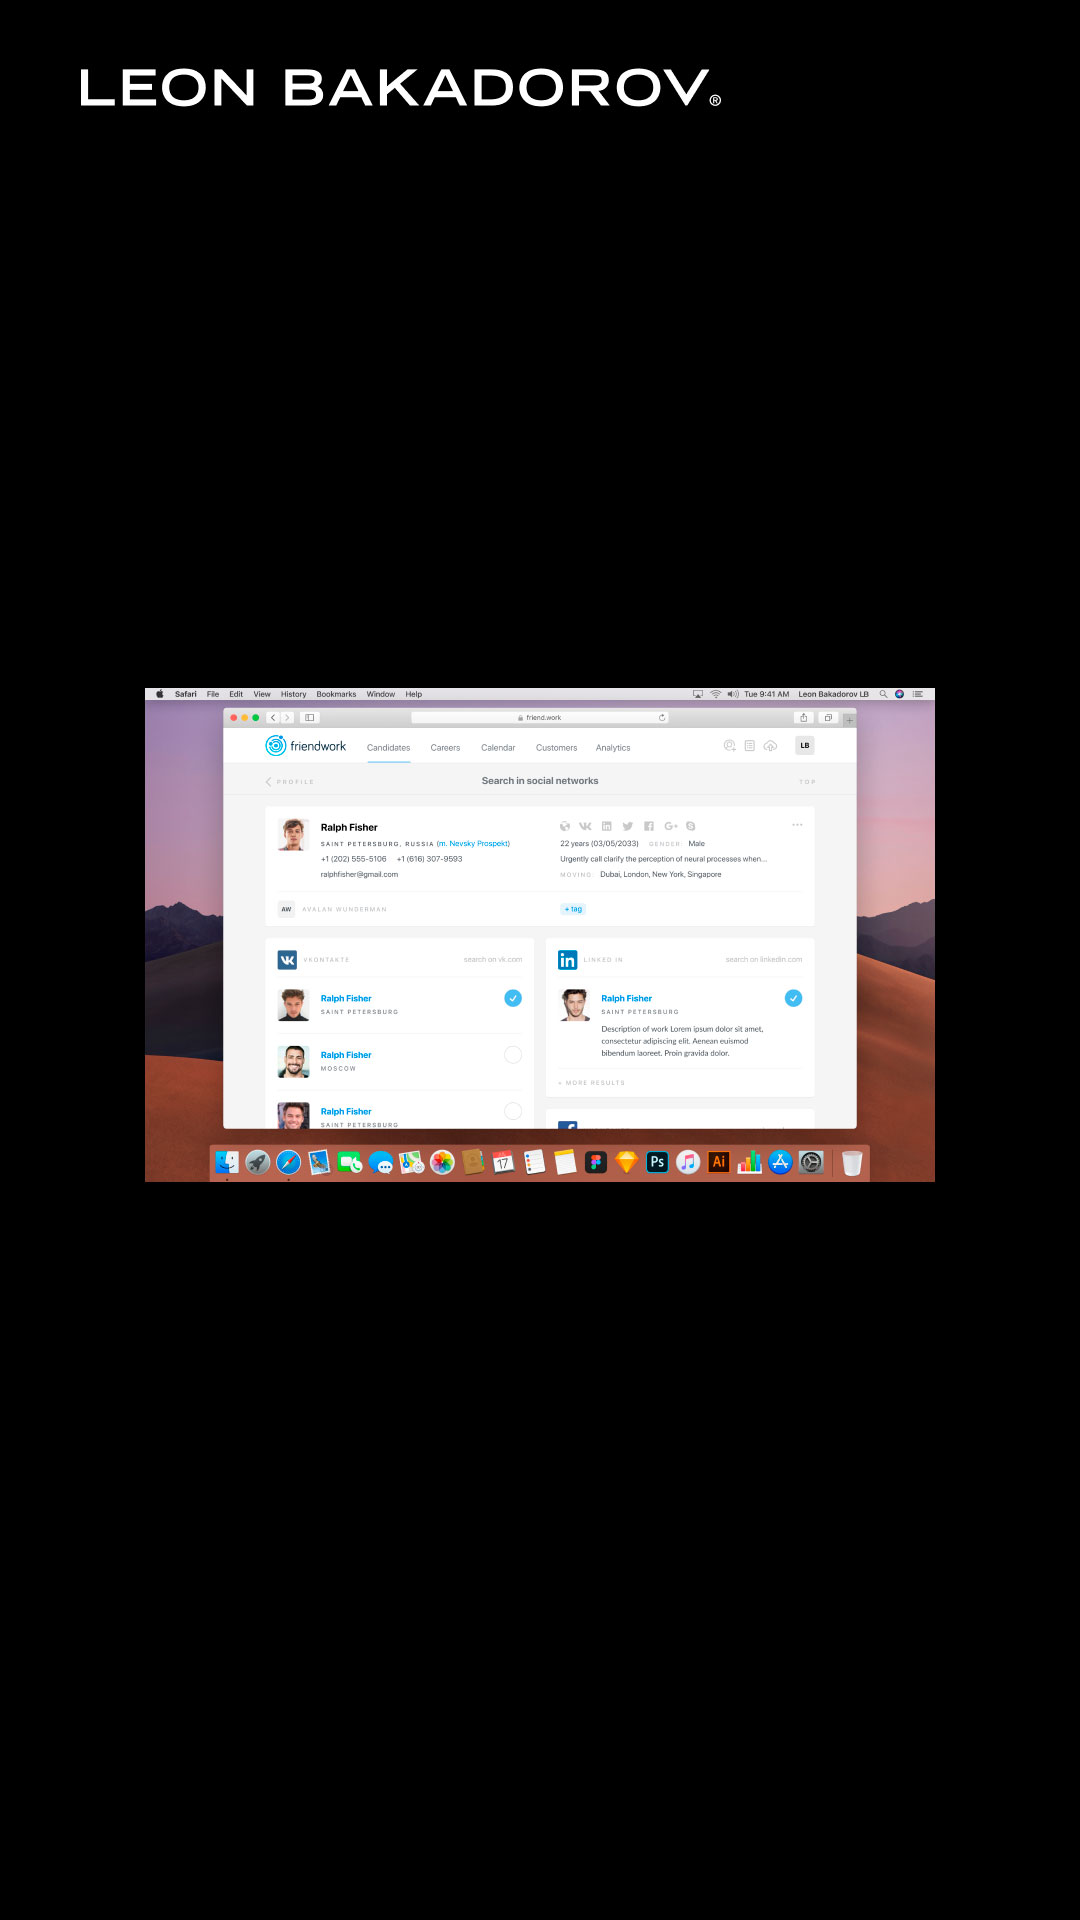 LEON BAKADOROV®
Safari File Edit View History Bookmarks Window Help Tue 9:41 AM Leon Bakadorov LB
friend.work
friendwork Candidates Careers Calendar Customers Analytics LB
PROFILE Search in social networks TOP
Ralph Fisher
SAINT PETERSBURG, RUSSIA (m. Nevsky Prospekt) 22 years (03/05/2033) GENDER: Male
+1 (202) 555-5106 +1 (616) 307-9593 Urgently call clarify the perception of neural processes when...
ralphfisher@gmail.com MOVING: Dubai, London, New York, Singapore
AW AVALAN WUNDERMAN + tag
VKONTAKTE search on vk.com
Ralph Fisher
SAINT PETERSBURG
Ralph Fisher
MOSCOW
Ralph Fisher
SAINT PETERSBURG
in LINKED IN search on linkedin.com
Ralph Fisher
SAINT PETERSBURG
Description of work Lorem ipsum dolor sit amet,
consectetur adipiscing elit. Aenean euismod
bibendum laoreet. Proin gravida dolor.
+ MORE RESULTS
17 Ps Ai